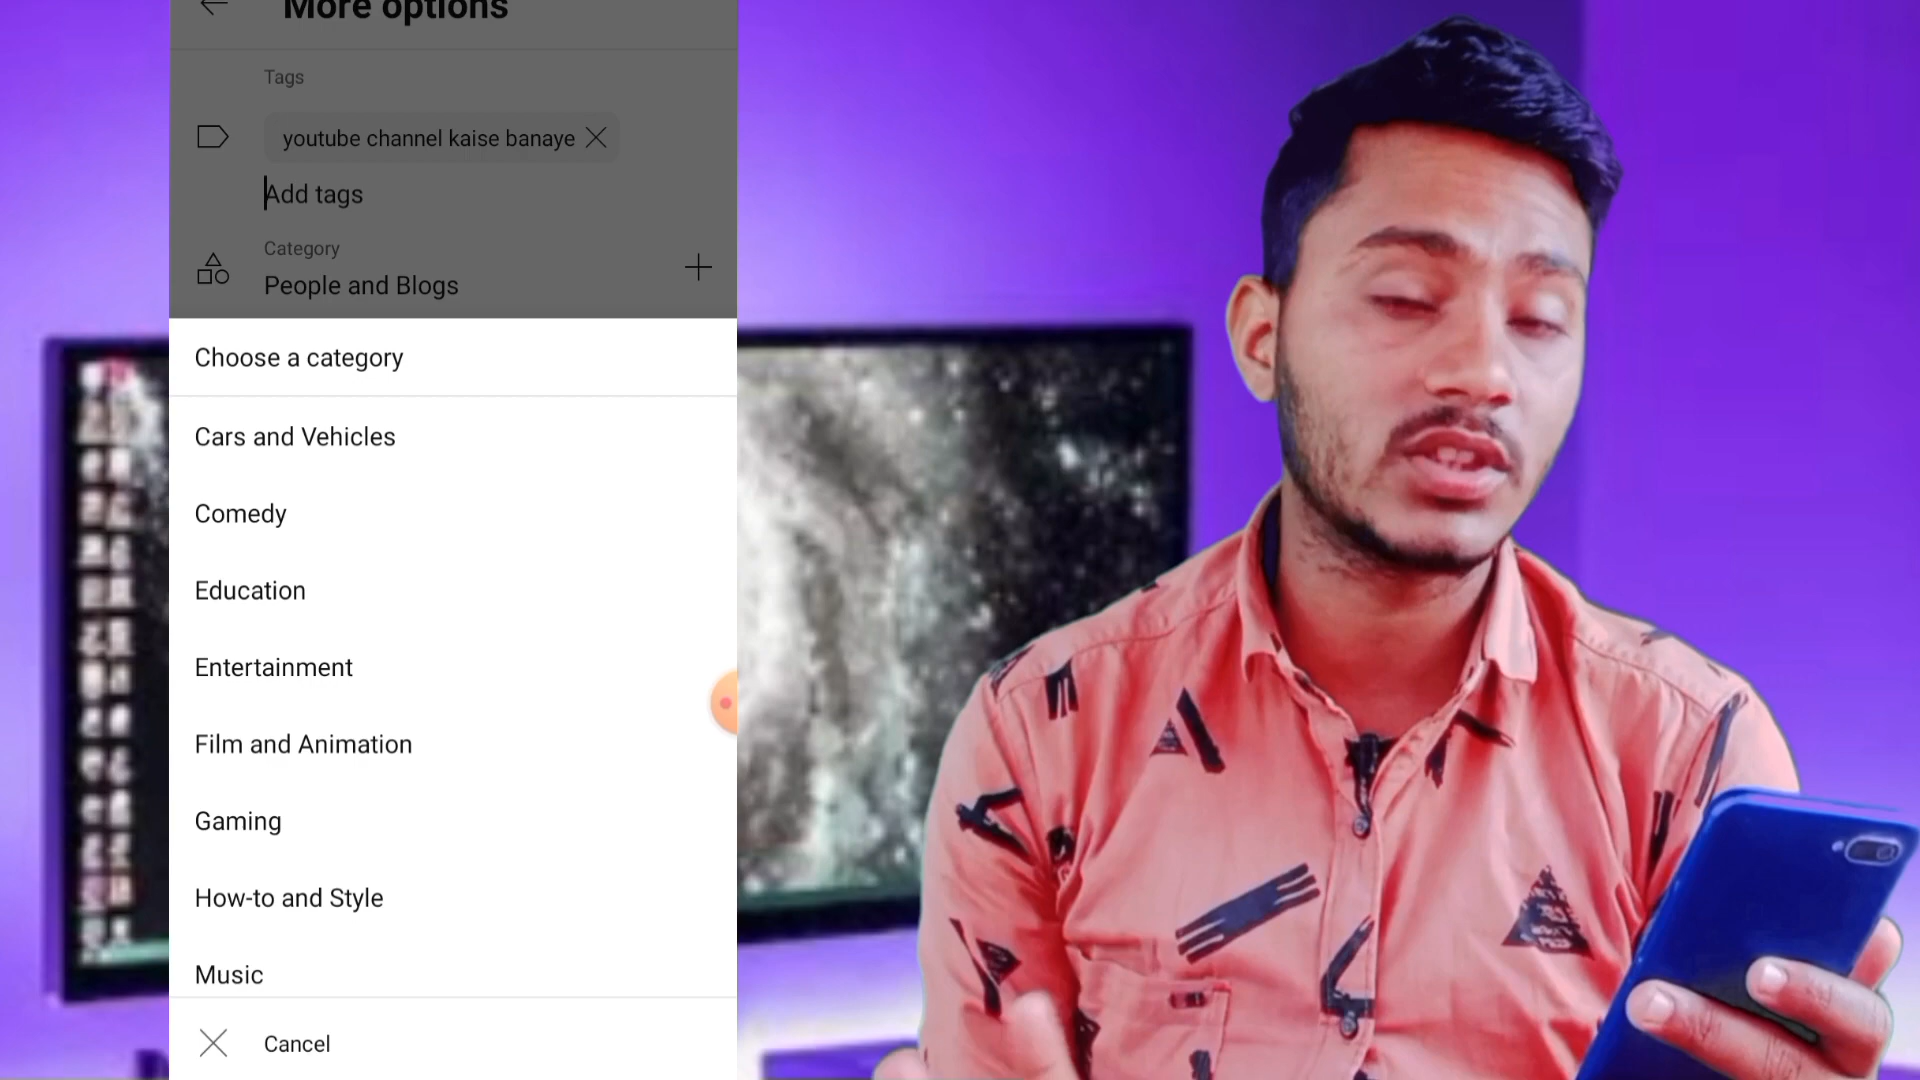 More options
Tags
youtube channel kaise banaye
Add tags
Category
People and Blogs
Choose a category
Cars and Vehicles
Comedy
Education
Entertainment
Film and Animation
Gaming
How-to and Style
Music
Cancel